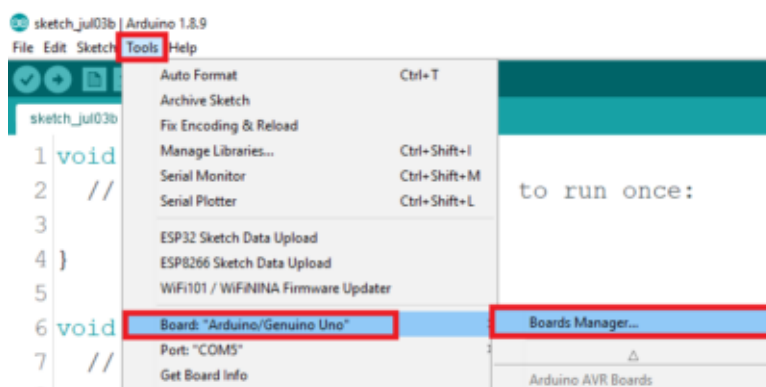 sketch_jul03b | Arduino 1.8.9
File Edit Sketch Tools Help
sketch_jul03b
Auto Format Ctrl+T
Archive Sketch
Fix Encoding & Reload
Manage Libraries... Ctrl+Shift+I
Serial Monitor Ctrl+Shift+M
Serial Plotter Ctrl+Shift+L
ESP32 Sketch Data Upload
ESP8266 Sketch Data Upload
WiFi101 / WiFiNINA Firmware Updater
Board: "Arduino/Genuino Uno"
Port: "COM5"
Get Board Info
Boards Manager...
Arduino AVR Boards
1 void
2 // to run once:
3
4 }
5
6 void
7 //